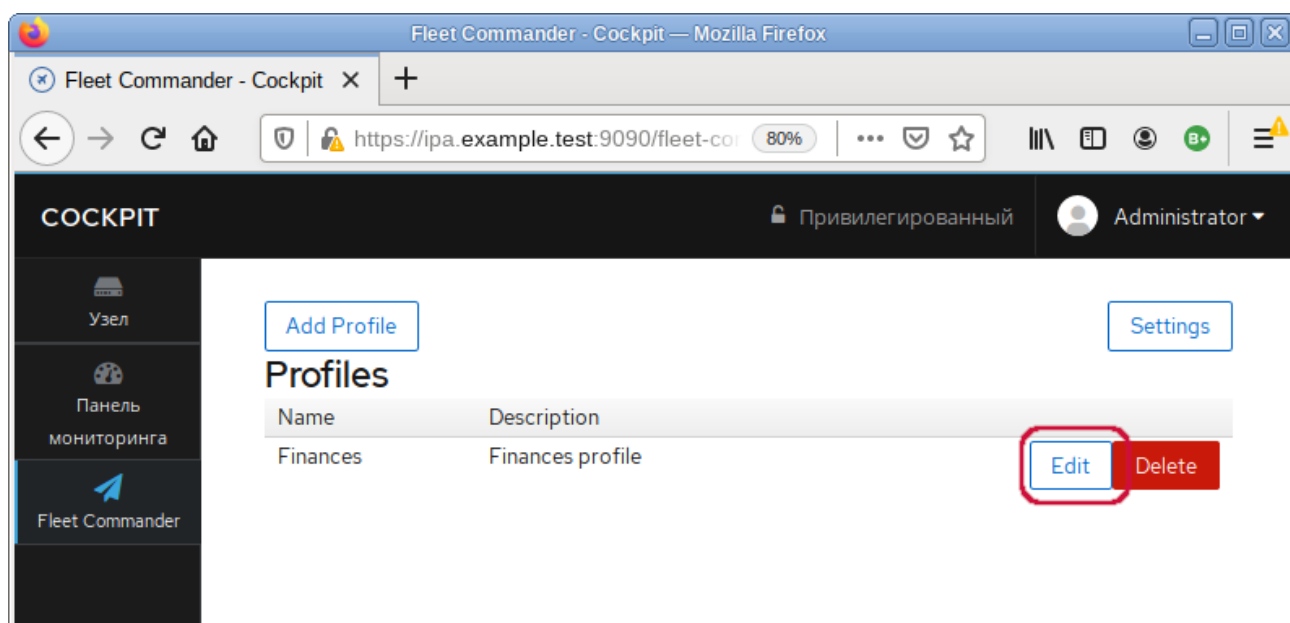 Fleet Commander - Cockpit — Mozilla Firefox
Fleet Commander - Cockpit
https://ipa.example.test:9090/fleet-co
80%
B+
COCKPIT
Привилегированный
Administrator
Узел
Панель
мониторинга
Fleet Commander
Add Profile
Settings
Profiles
Name Description
Finances Finances profile
Edit Delete